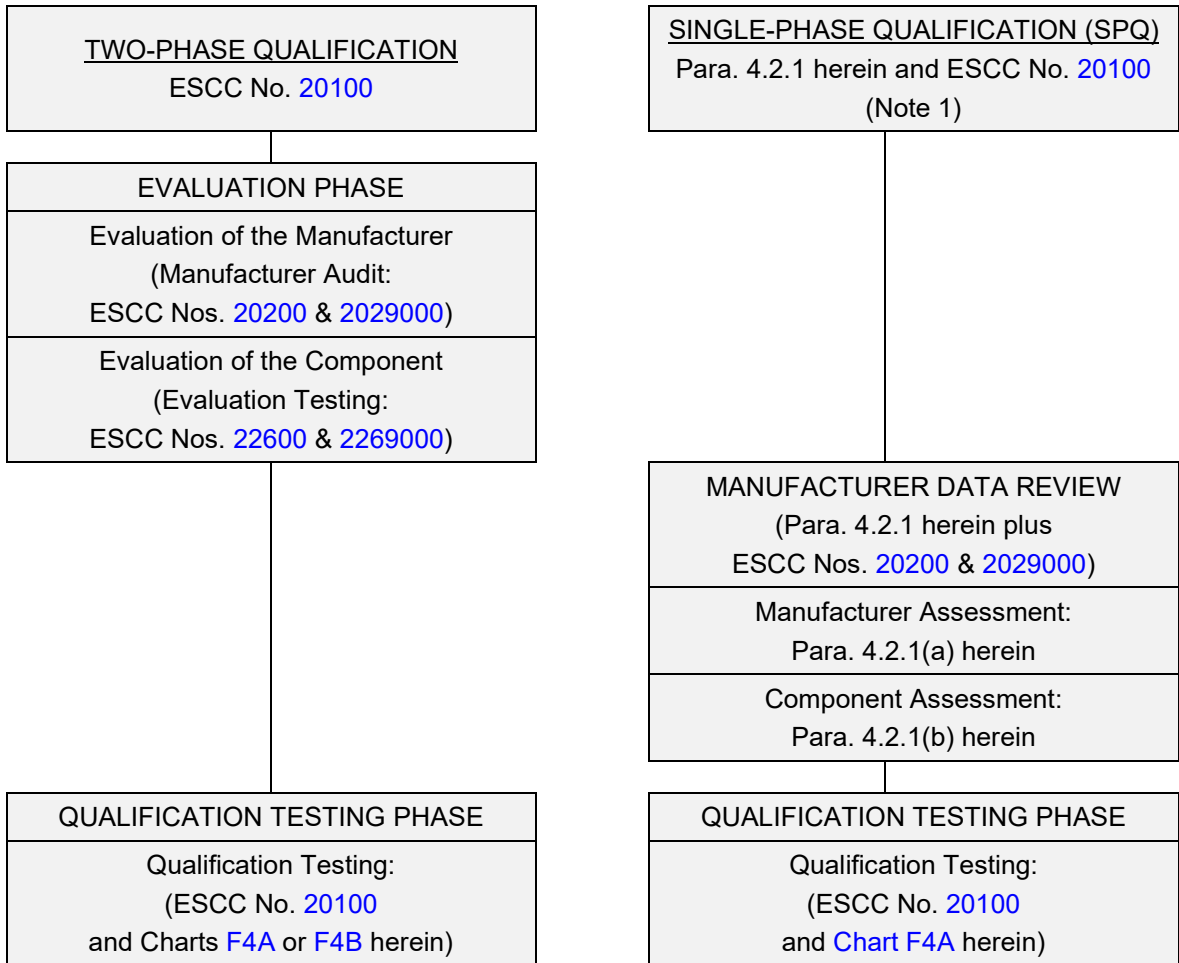 TWO-PHASE QUALIFICATION
ESCC No. 20100
EVALUATION PHASE
Evaluation of the Manufacturer
(Manufacturer Audit:
ESCC Nos. 20200 & 2029000)
Evaluation of the Component
(Evaluation Testing:
ESCC Nos. 22600 & 2269000)
QUALIFICATION TESTING PHASE
Qualification Testing:
(ESCC No. 20100
and Charts F4A or F4B herein)
SINGLE-PHASE QUALIFICATION (SPQ)
Para. 4.2.1 herein and ESCC No. 20100
(Note 1)
MANUFACTURER DATA REVIEW
(Para. 4.2.1 herein plus
ESCC Nos. 20200 & 2029000)
Manufacturer Assessment:
Para. 4.2.1(a) herein
Component Assessment:
Para. 4.2.1(b) herein
QUALIFICATION TESTING PHASE
Qualification Testing:
(ESCC No. 20100
and Chart F4A herein)